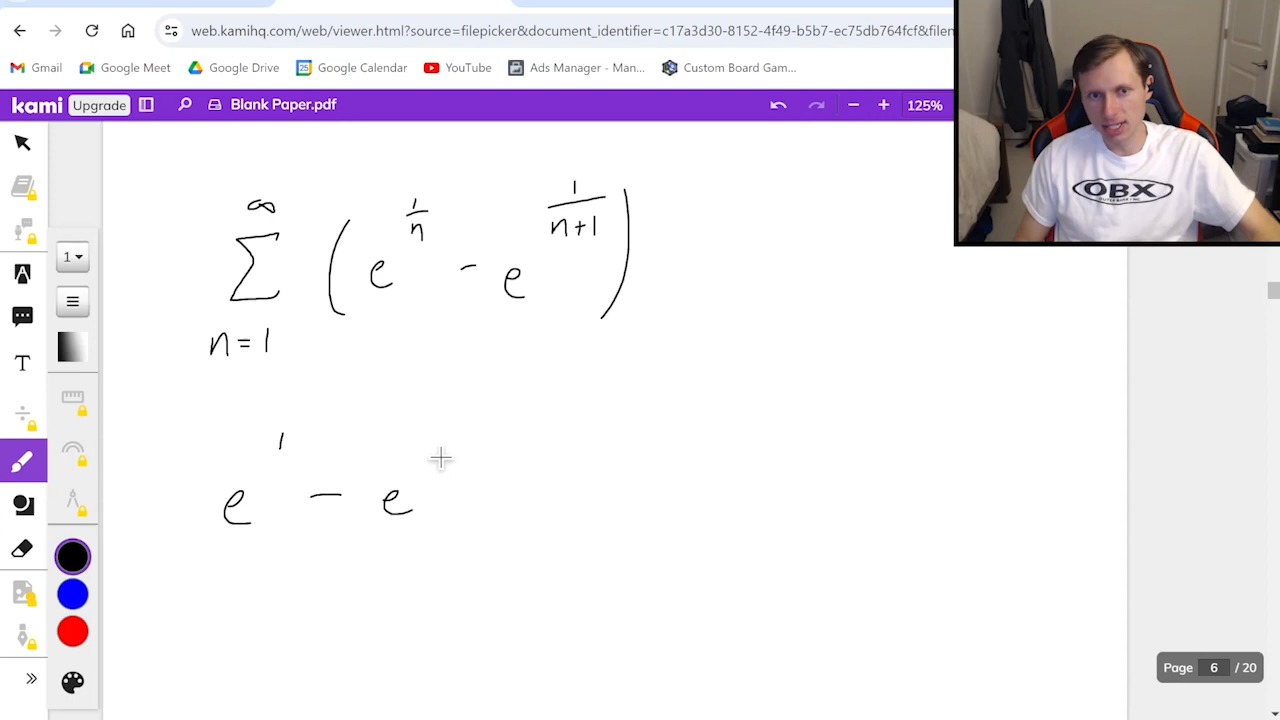 web.kamihq.com/web/viewer.html?source=filepicker&document_identifier=c17a3d30-8152-4f49-b5b7-ec75db764fcf&filen
Gmail Google Meet Google Drive 25 Google Calendar YouTube Ads Manager - Man... Custom Board Gam...
kami Upgrade Blank Paper.pdf 125%
OBX
1
∞ 1/n 1/(n+1)
Σ ( e − e )
n=1
1
e − e
T
Page 6 / 20